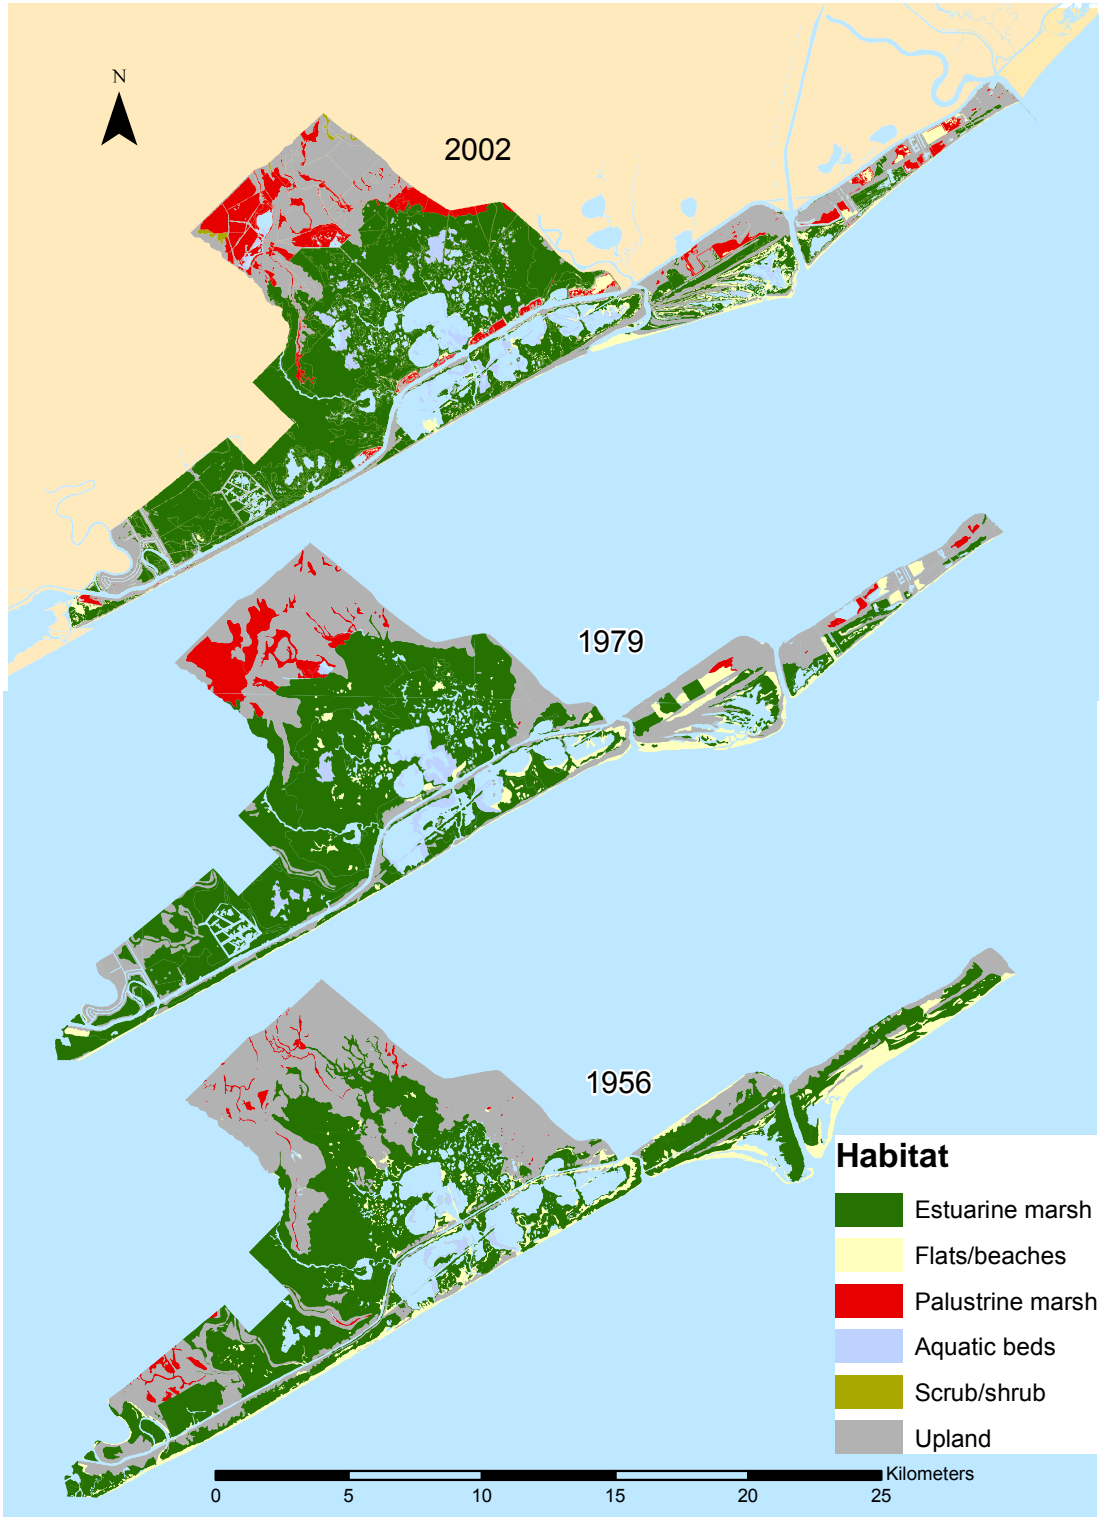 N
2002
1979
1956
Habitat
Estuarine marsh
Flats/beaches
Palustrine marsh
Aquatic beds
Scrub/shrub
Upland
Kilometers
0 5 10 15 20 25